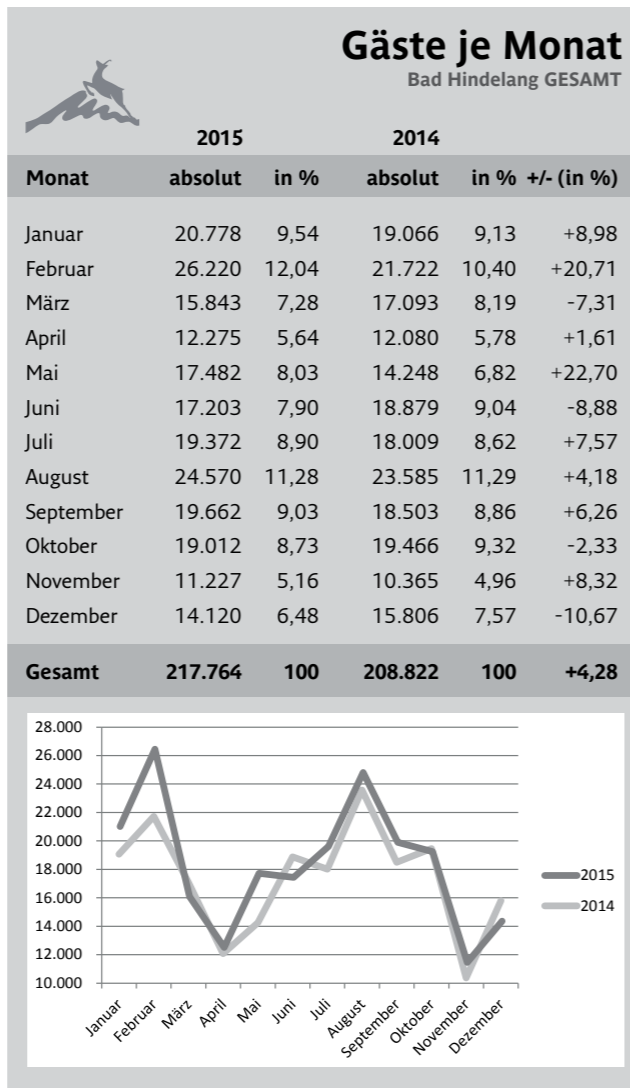 Gäste je Monat
Bad Hindelang GESAMT
2015 2014
Monat absolut in % absolut in % +/- (in %)
Januar 20.778 9,54 19.066 9,13 +8,98
Februar 26.220 12,04 21.722 10,40 +20,71
März 15.843 7,28 17.093 8,19 -7,31
April 12.275 5,64 12.080 5,78 +1,61
Mai 17.482 8,03 14.248 6,82 +22,70
Juni 17.203 7,90 18.879 9,04 -8,88
Juli 19.372 8,90 18.009 8,62 +7,57
August 24.570 11,28 23.585 11,29 +4,18
September 19.662 9,03 18.503 8,86 +6,26
Oktober 19.012 8,73 19.466 9,32 -2,33
November 11.227 5,16 10.365 4,96 +8,32
Dezember 14.120 6,48 15.806 7,57 -10,67
Gesamt 217.764 100 208.822 100 +4,28
28.000
26.000
24.000
22.000
20.000
18.000
16.000
14.000
12.000
10.000
2015
2014
Januar Februar März April Mai Juni Juli August September Oktober November Dezember